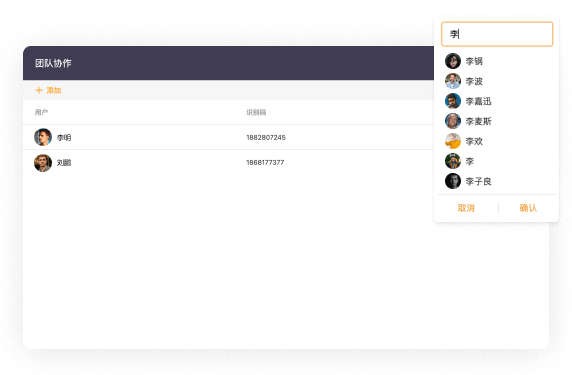 团队协作
+ 添加
用户 识别码
李明 1882807245
刘鹏 1868177377
李
李钢
李波
李嘉迅
李麦斯
李欢
李
李子良
取消 确认